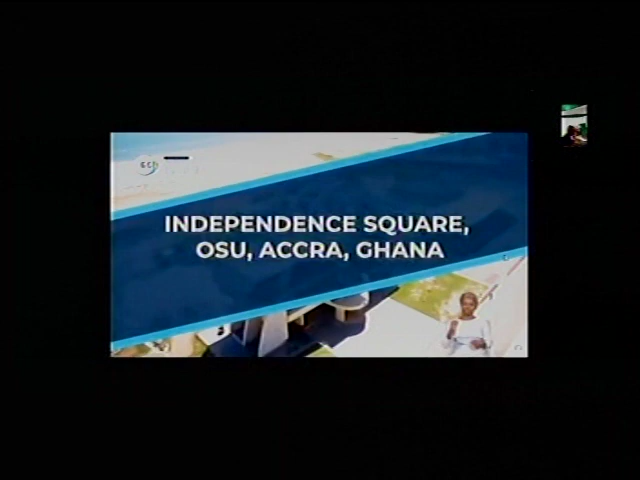 INDEPENDENCE SQUARE,
OSU, ACCRA, GHANA